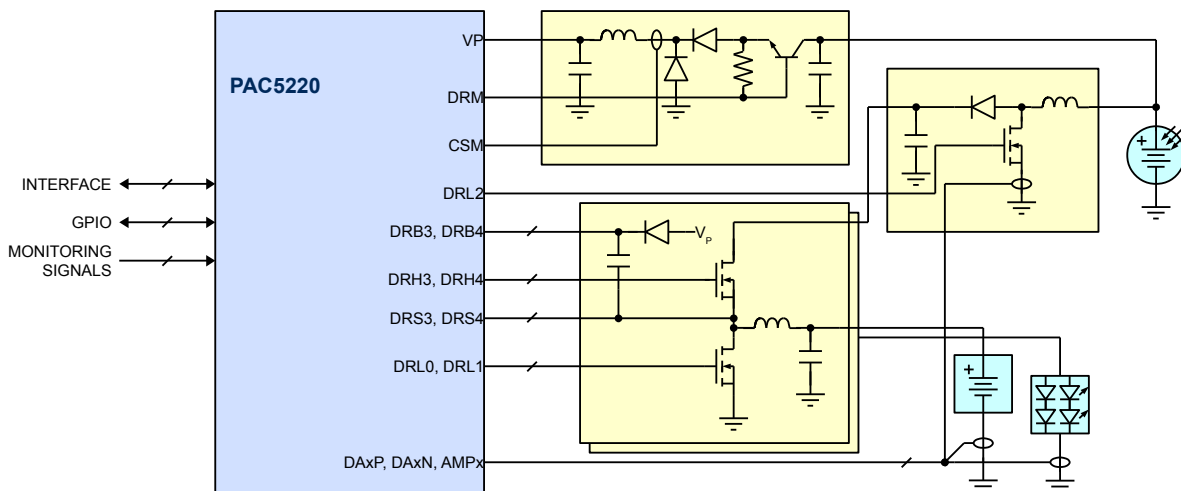 VP
PAC5220
DRM
CSM
INTERFACE
DRL2
GPIO
DRB3, DRB4
VP
MONITORING
SIGNALS
DRH3, DRH4
DRS3, DRS4
DRL0, DRL1
DAxP, DAxN, AMPx
+
+